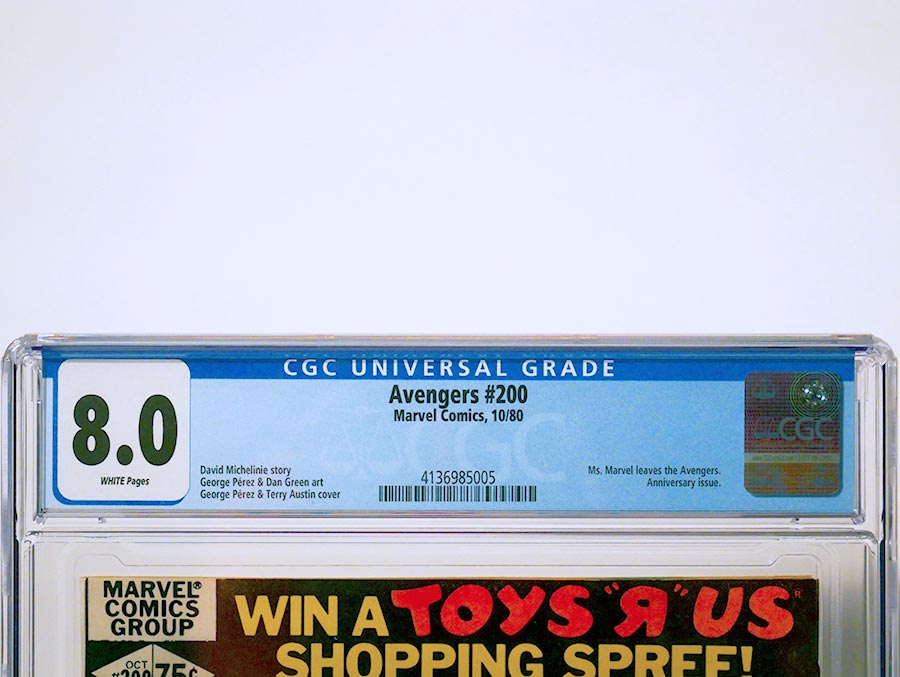 CGC UNIVERSAL GRADE
8.0
WHITE Pages
Avengers #200
Marvel Comics, 10/80
David Michelinie story
George Pérez & Dan Green art
George Pérez & Terry Austin cover
4136985005
Ms. Marvel leaves the Avengers.
Anniversary issue.
CGC
CGC
MARVEL®
COMICS
GROUP
OCT
200
75¢
WIN A TOYS "Я" US®
SHOPPING SPREE!